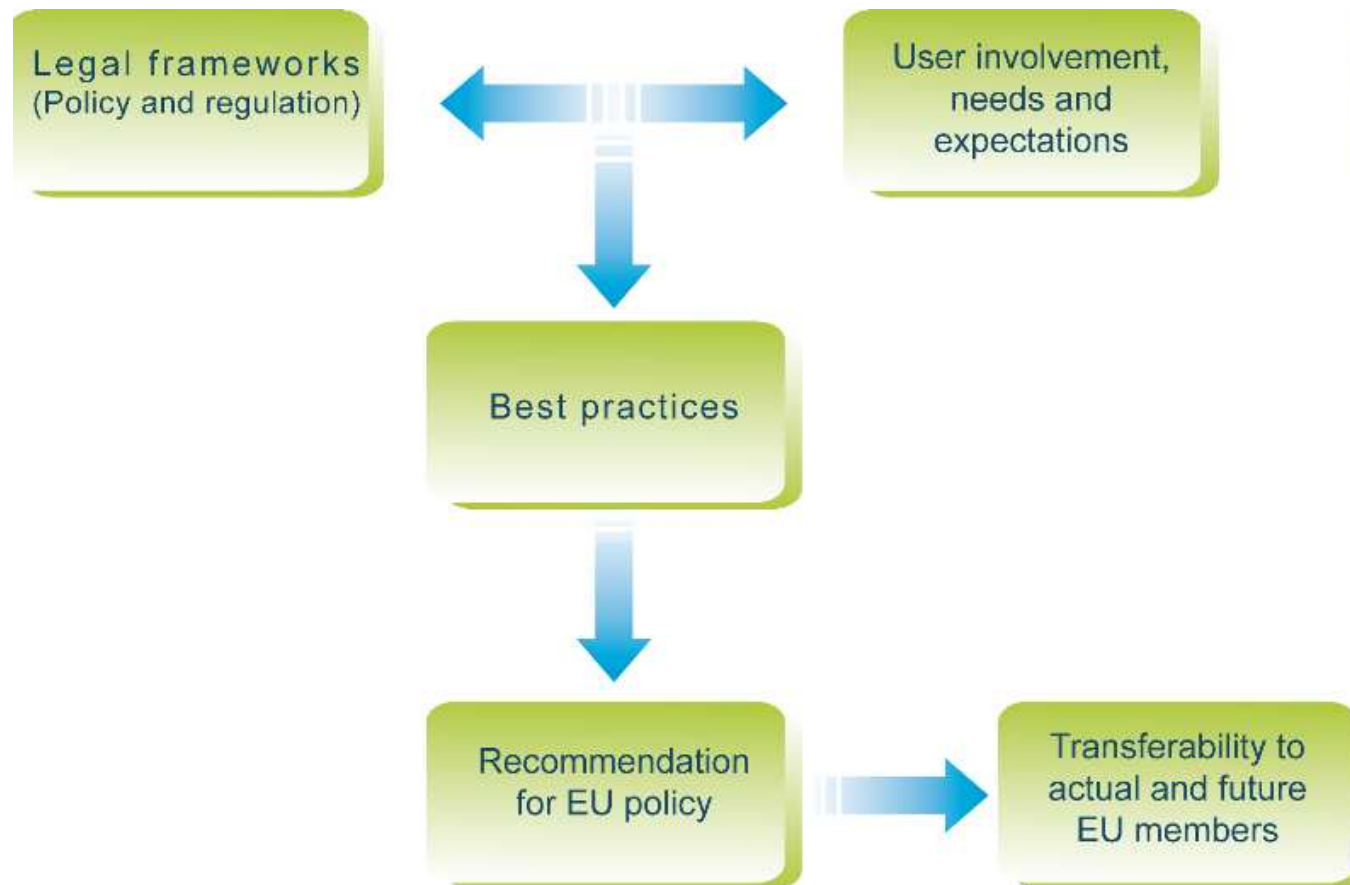 Legal frameworks
(Policy and regulation)
User involvement,
needs and
expectations
Best practices
Recommendation
for EU policy
Transferability to
actual and future
EU members